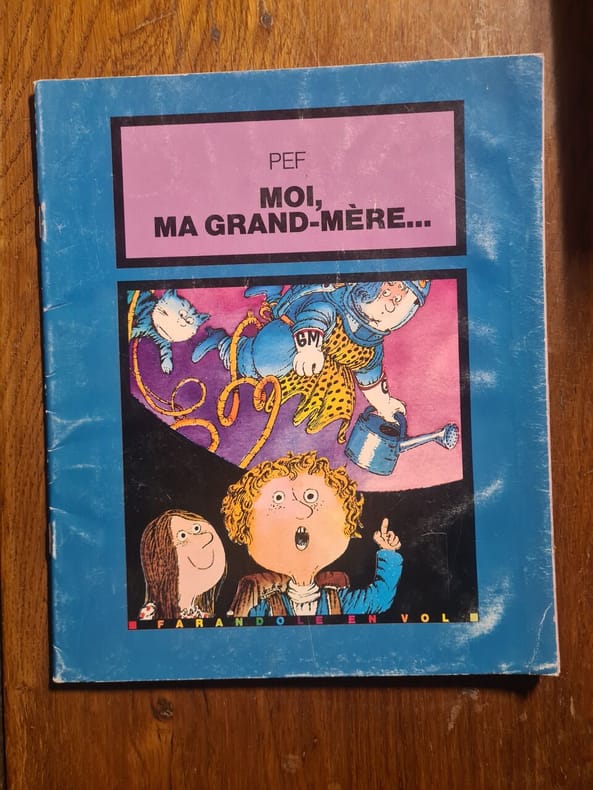 PEF
MOI,
MA GRAND-MÈRE...
GM
G
FARANDOLE EN VOL